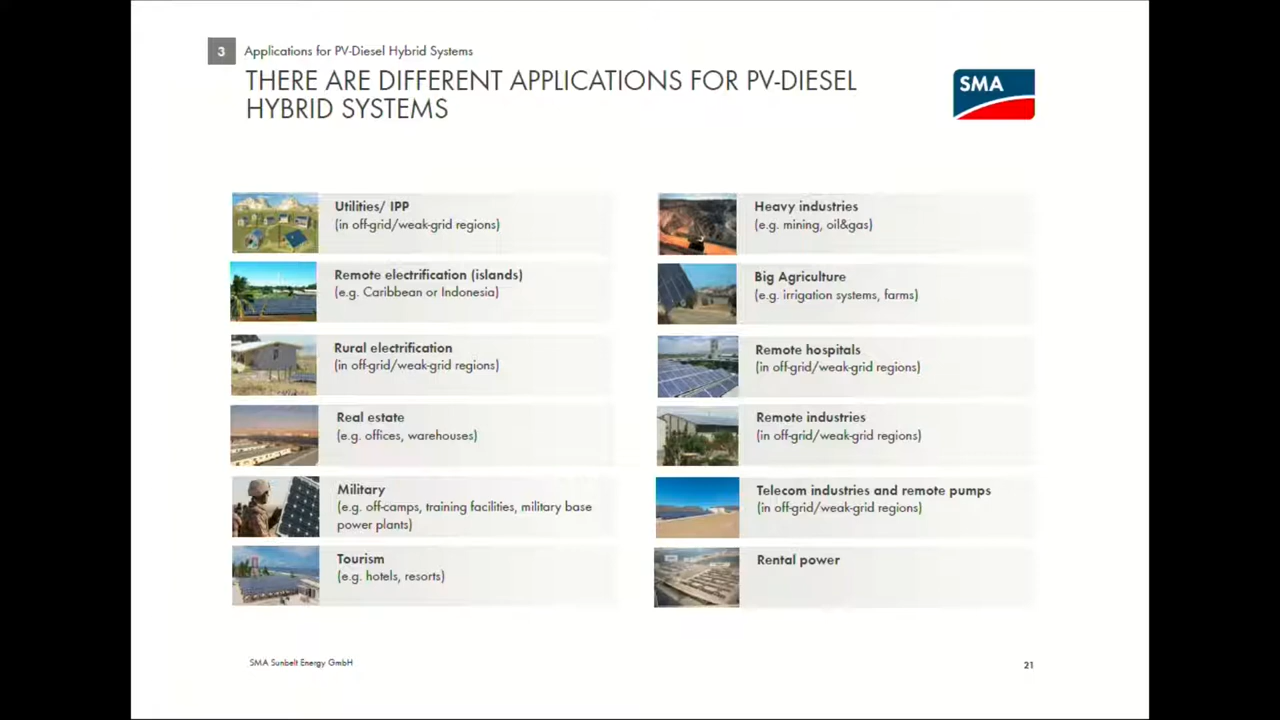 3
Applications for PV-Diesel Hybrid Systems
THERE ARE DIFFERENT APPLICATIONS FOR PV-DIESEL
HYBRID SYSTEMS
SMA
Utilities/ IPP
(in off-grid/weak-grid regions)
Remote electrification (islands)
(e.g. Caribbean or Indonesia)
Rural electrification
(in off-grid/weak-grid regions)
Real estate
(e.g. offices, warehouses)
Military
(e.g. off-camps, training facilities, military base
power plants)
Tourism
(e.g. hotels, resorts)
Heavy industries
(e.g. mining, oil&gas)
Big Agriculture
(e.g. irrigation systems, farms)
Remote hospitals
(in off-grid/weak-grid regions)
Remote industries
(in off-grid/weak-grid regions)
Telecom industries and remote pumps
(in off-grid/weak-grid regions)
Rental power
SMA Sunbelt Energy GmbH
21